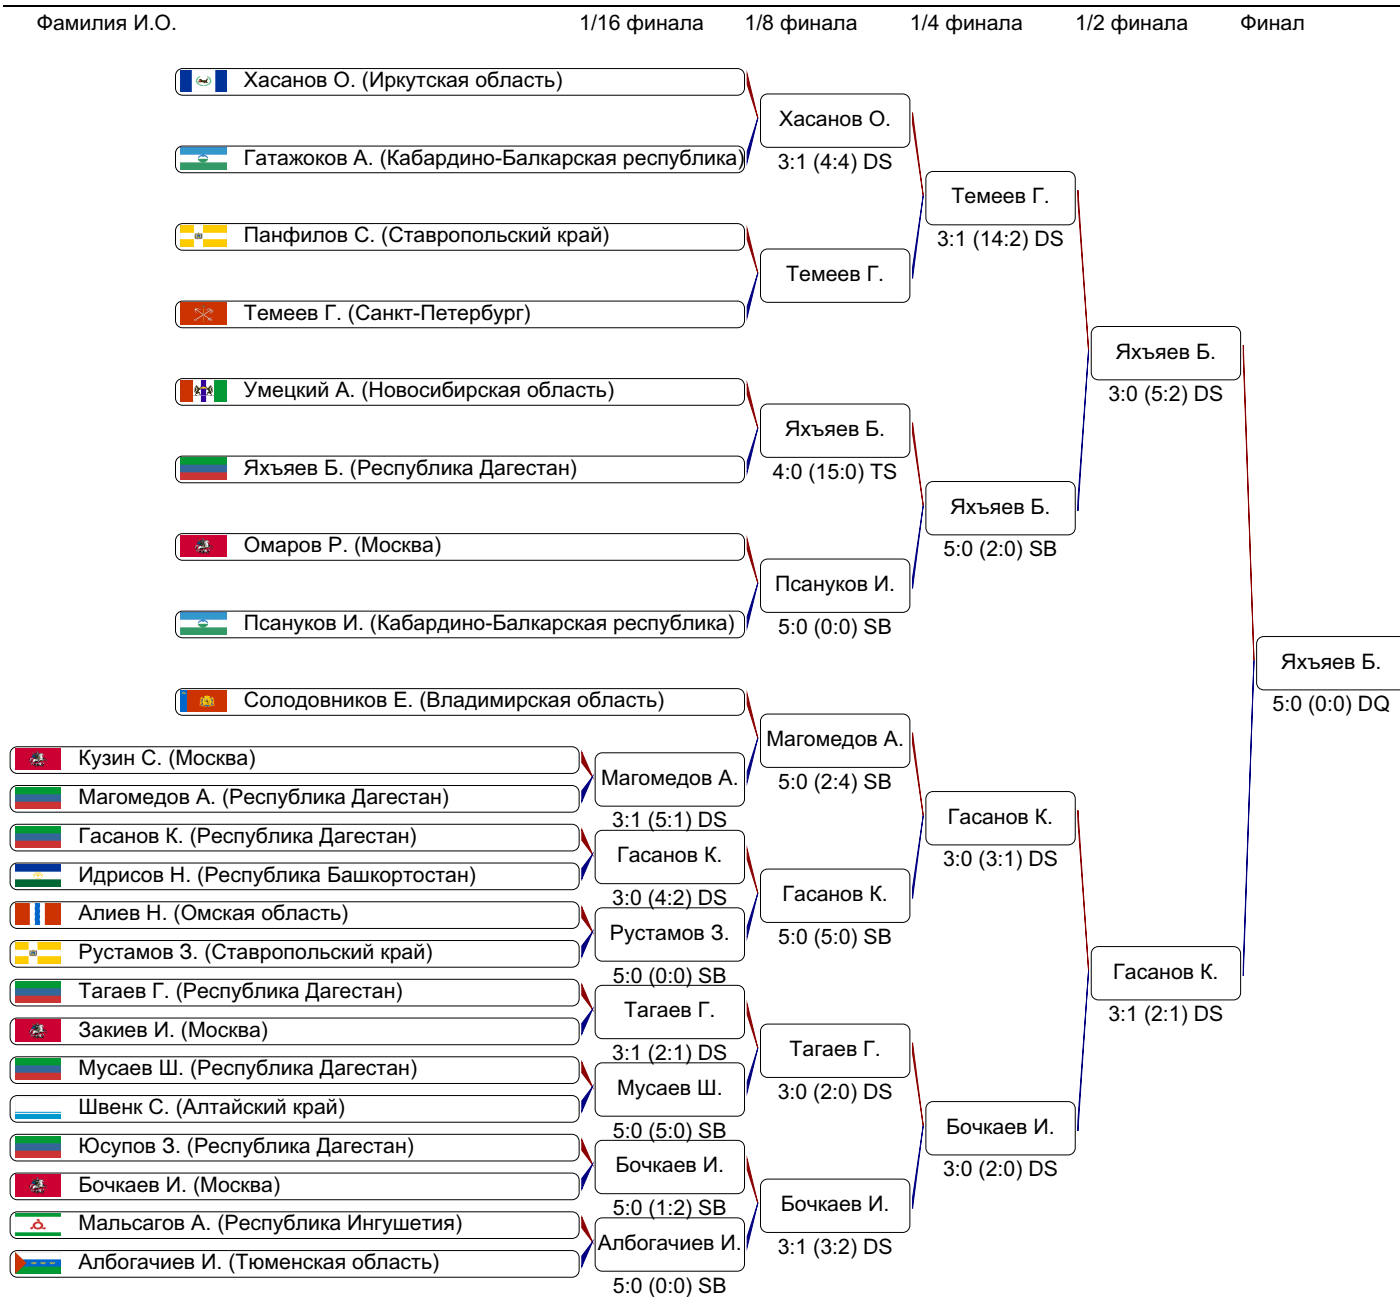 Фамилия И.О. 1/16 финала 1/8 финала 1/4 финала 1/2 финала Финал
Хасанов О. (Иркутская область)
Хасанов О.
Гатажоков А. (Кабардино-Балкарская республика)
3:1 (4:4) DS
Темеев Г.
Панфилов С. (Ставропольский край)
3:1 (14:2) DS
Темеев Г.
Темеев Г. (Санкт-Петербург)
Яхъяев Б.
Умецкий А. (Новосибирская область)
3:0 (5:2) DS
Яхъяев Б.
Яхъяев Б. (Республика Дагестан)
4:0 (15:0) TS
Яхъяев Б.
Омаров Р. (Москва)
5:0 (2:0) SB
Псануков И.
Псануков И. (Кабардино-Балкарская республика)
5:0 (0:0) SB
Яхъяев Б.
5:0 (0:0) DQ
Солодовников Е. (Владимирская область)
Магомедов А.
Кузин С. (Москва)
Магомедов А.
5:0 (2:4) SB
Магомедов А. (Республика Дагестан)
3:1 (5:1) DS
Гасанов К.
Гасанов К. (Республика Дагестан)
Гасанов К.
3:0 (3:1) DS
Идрисов Н. (Республика Башкортостан)
3:0 (4:2) DS
Гасанов К.
Алиев Н. (Омская область)
Рустамов З.
5:0 (5:0) SB
Рустамов З. (Ставропольский край)
5:0 (0:0) SB
Гасанов К.
Тагаев Г. (Республика Дагестан)
Тагаев Г.
3:1 (2:1) DS
Закиев И. (Москва)
3:1 (2:1) DS
Тагаев Г.
Мусаев Ш. (Республика Дагестан)
Мусаев Ш.
3:0 (2:0) DS
Швенк С. (Алтайский край)
5:0 (5:0) SB
Бочкаев И.
Юсупов З. (Республика Дагестан)
Бочкаев И.
3:0 (2:0) DS
Бочкаев И. (Москва)
5:0 (1:2) SB
Бочкаев И.
Мальсагов А. (Республика Ингушетия)
Албогачиев И.
3:1 (3:2) DS
Албогачиев И. (Тюменская область)
5:0 (0:0) SB